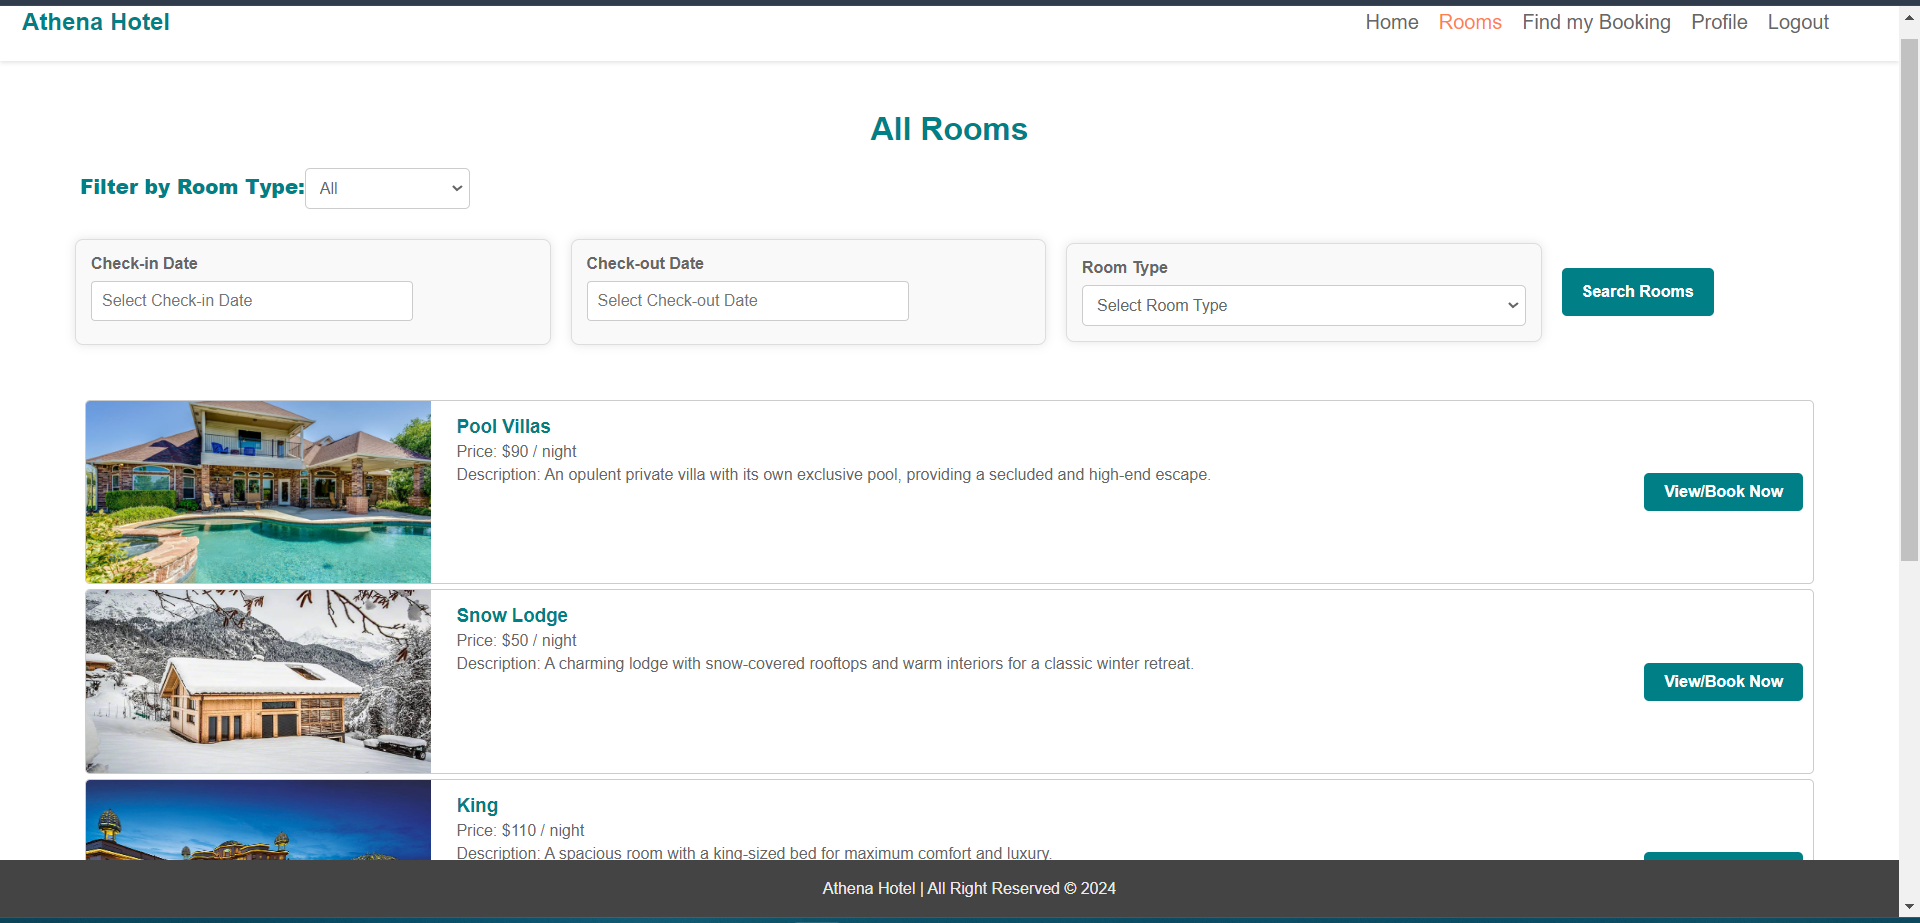 Athena Hotel
Home Rooms Find my Booking Profile Logout
All Rooms
Filter by Room Type: All
Check-in Date
Select Check-in Date
Check-out Date
Select Check-out Date
Room Type
Select Room Type
Search Rooms
Pool Villas
Price: $90 / night
Description: An opulent private villa with its own exclusive pool, providing a secluded and high-end escape.
View/Book Now
Snow Lodge
Price: $50 / night
Description: A charming lodge with snow-covered rooftops and warm interiors for a classic winter retreat.
View/Book Now
King
Price: $110 / night
Description: A spacious room with a king-sized bed for maximum comfort and luxury.
Athena Hotel | All Right Reserved © 2024